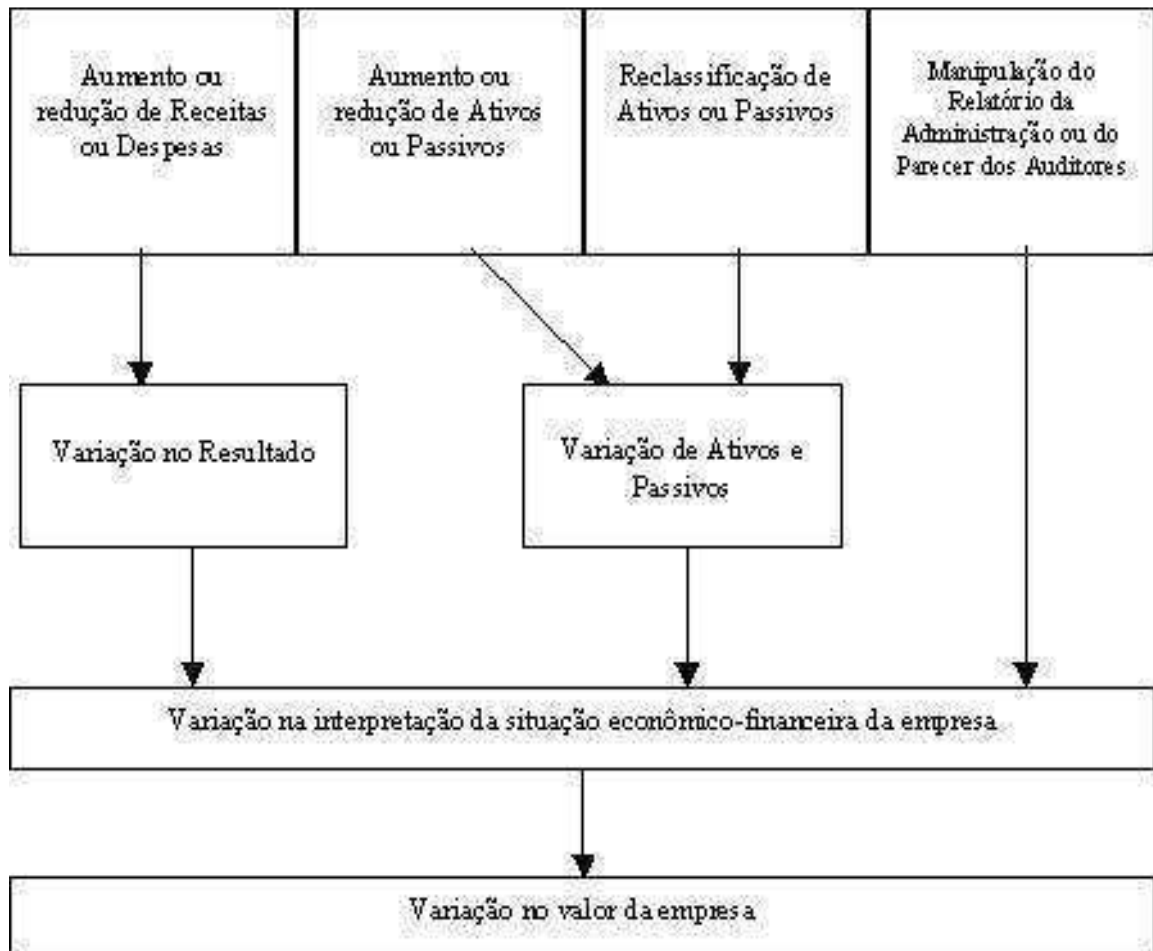 Aumento ou
redução de Receitas
ou Despesas
Aumento ou
redução de Ativos
ou Passivos
Reclassificação de
Ativos ou Passivos
Manipulação do
Relatório da
Administração ou do
Parecer dos Auditores
Variação no Resultado
Variação de Ativos e
Passivos
Variação na interpretação da situação econômico-financeira da empresa
Variação no valor da empresa